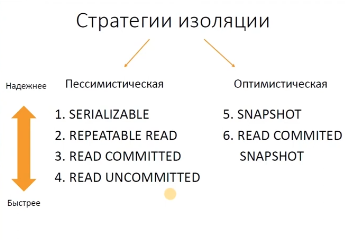 Стратегии изоляции
Надежнее
Пессимистическая
Оптимистическая
1. SERIALIZABLE
2. REPEATABLE READ
3. READ COMMITTED
4. READ UNCOMMITTED
5. SNAPSHOT
6. READ COMMITED
SNAPSHOT
Быстрее